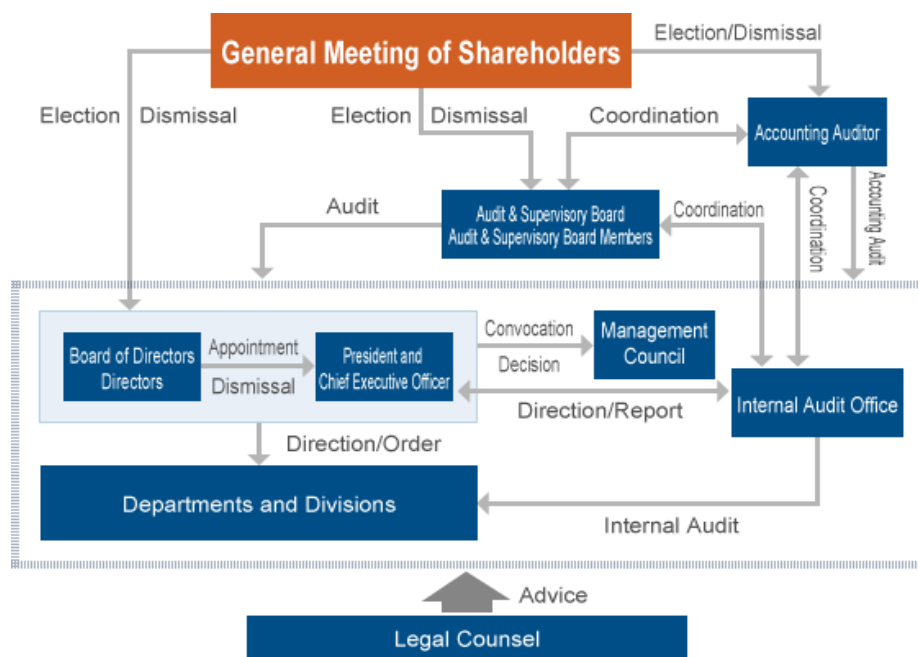 General Meeting of Shareholders
Election/Dismissal
Election Dismissal
Election Dismissal
Coordination
Accounting Auditor
Audit
Audit & Supervisory Board
Audit & Supervisory Board Members
Coordination
Coordination
Accounting Audit
Board of Directors
Directors
Appointment
Dismissal
President and
Chief Executive Officer
Convocation
Decision
Management
Council
Direction/Report
Internal Audit Office
Direction/Order
Departments and Divisions
Internal Audit
Advice
Legal Counsel